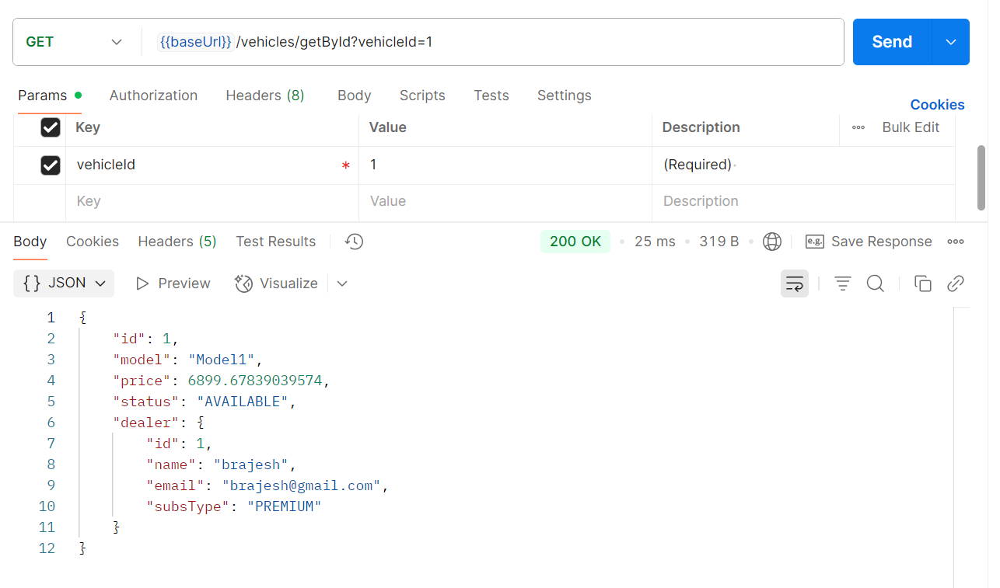 GET {{baseUrl}}/vehicles/getById?vehicleId=1 Send
Params Authorization Headers (8) Body Scripts Tests Settings
Cookies
Key Value Description Bulk Edit
vehicleId * 1 (Required)
Key Value Description
Body Cookies Headers (5) Test Results 200 OK 25 ms 319 B e.g. Save Response
{} JSON Preview Visualize
1 {
2 "id": 1,
3 "model": "Model1",
4 "price": 6899.67839039574,
5 "status": "AVAILABLE",
6 "dealer": {
7 "id": 1,
8 "name": "brajesh",
9 "email": "brajesh@gmail.com",
10 "subsType": "PREMIUM"
11 }
12 }